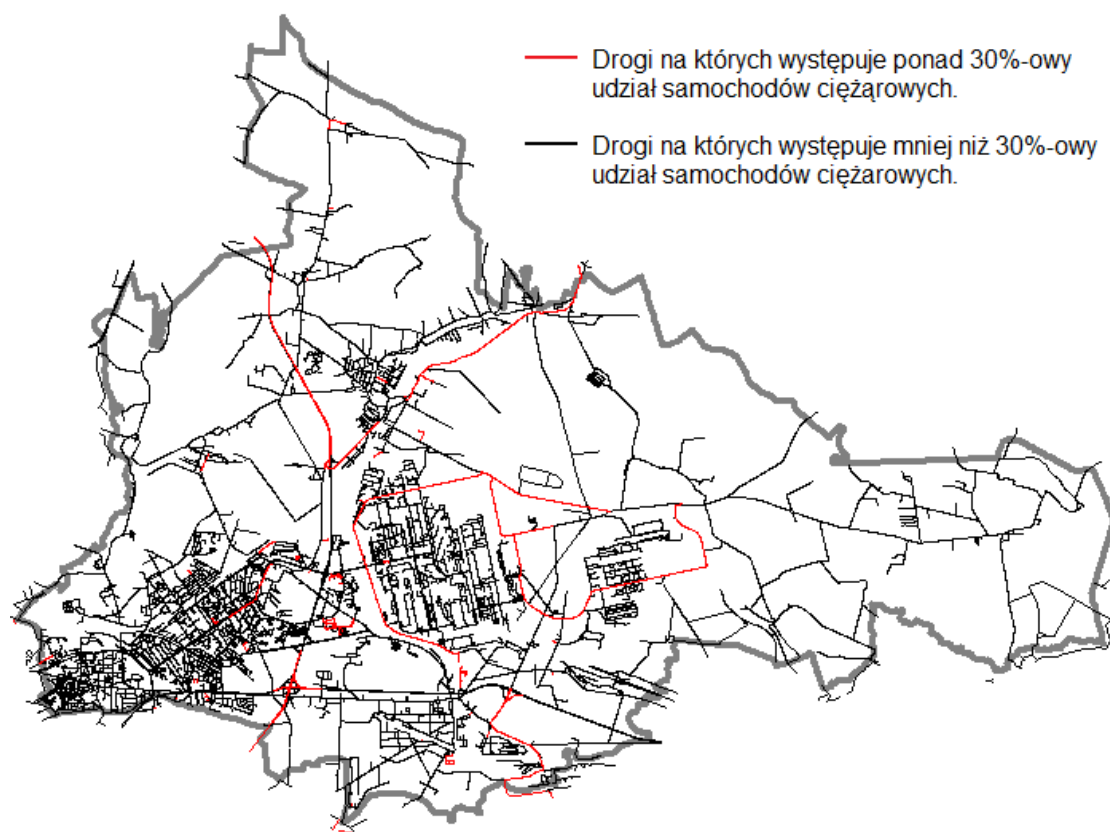 Drogi na których występuje ponad 30%-owy
udział samochodów ciężąrowych.
Drogi na których występuje mniej niż 30%-owy
udział samochodów ciężarowych.